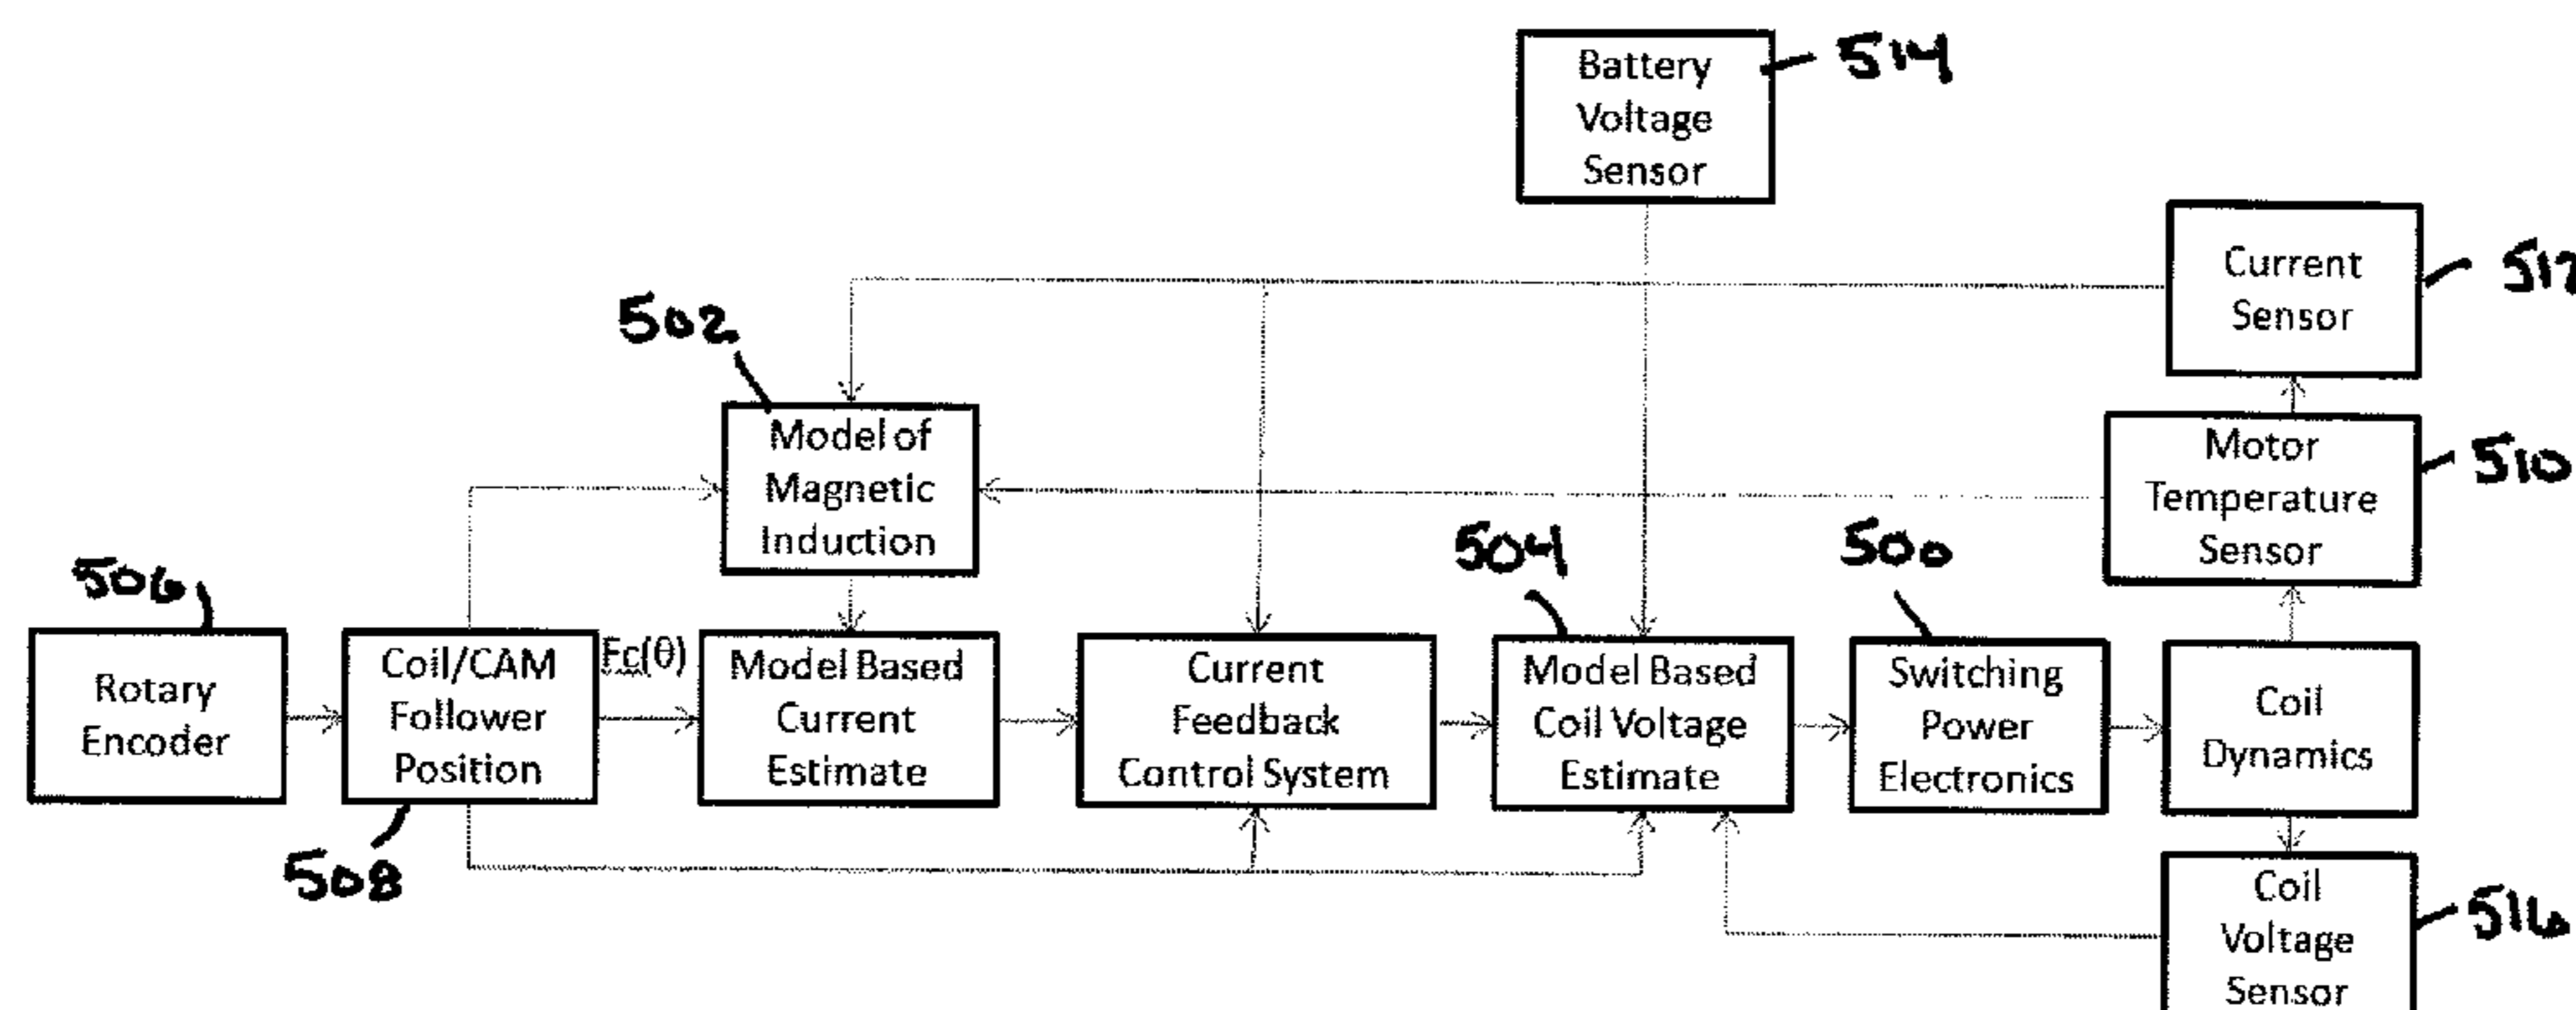 Battery
Voltage
Sensor
514
Current
Sensor
502
Model of
Magnetic
Induction
Motor
Temperature
Sensor
510
504
500
506
Rotary
Encoder
Coil/CAM
Follower
Position
Fc(θ)
Model Based
Current
Estimate
Current
Feedback
Control System
Model Based
Coil Voltage
Estimate
Switching
Power
Electronics
Coil
Dynamics
508
Coil
Voltage
Sensor
516